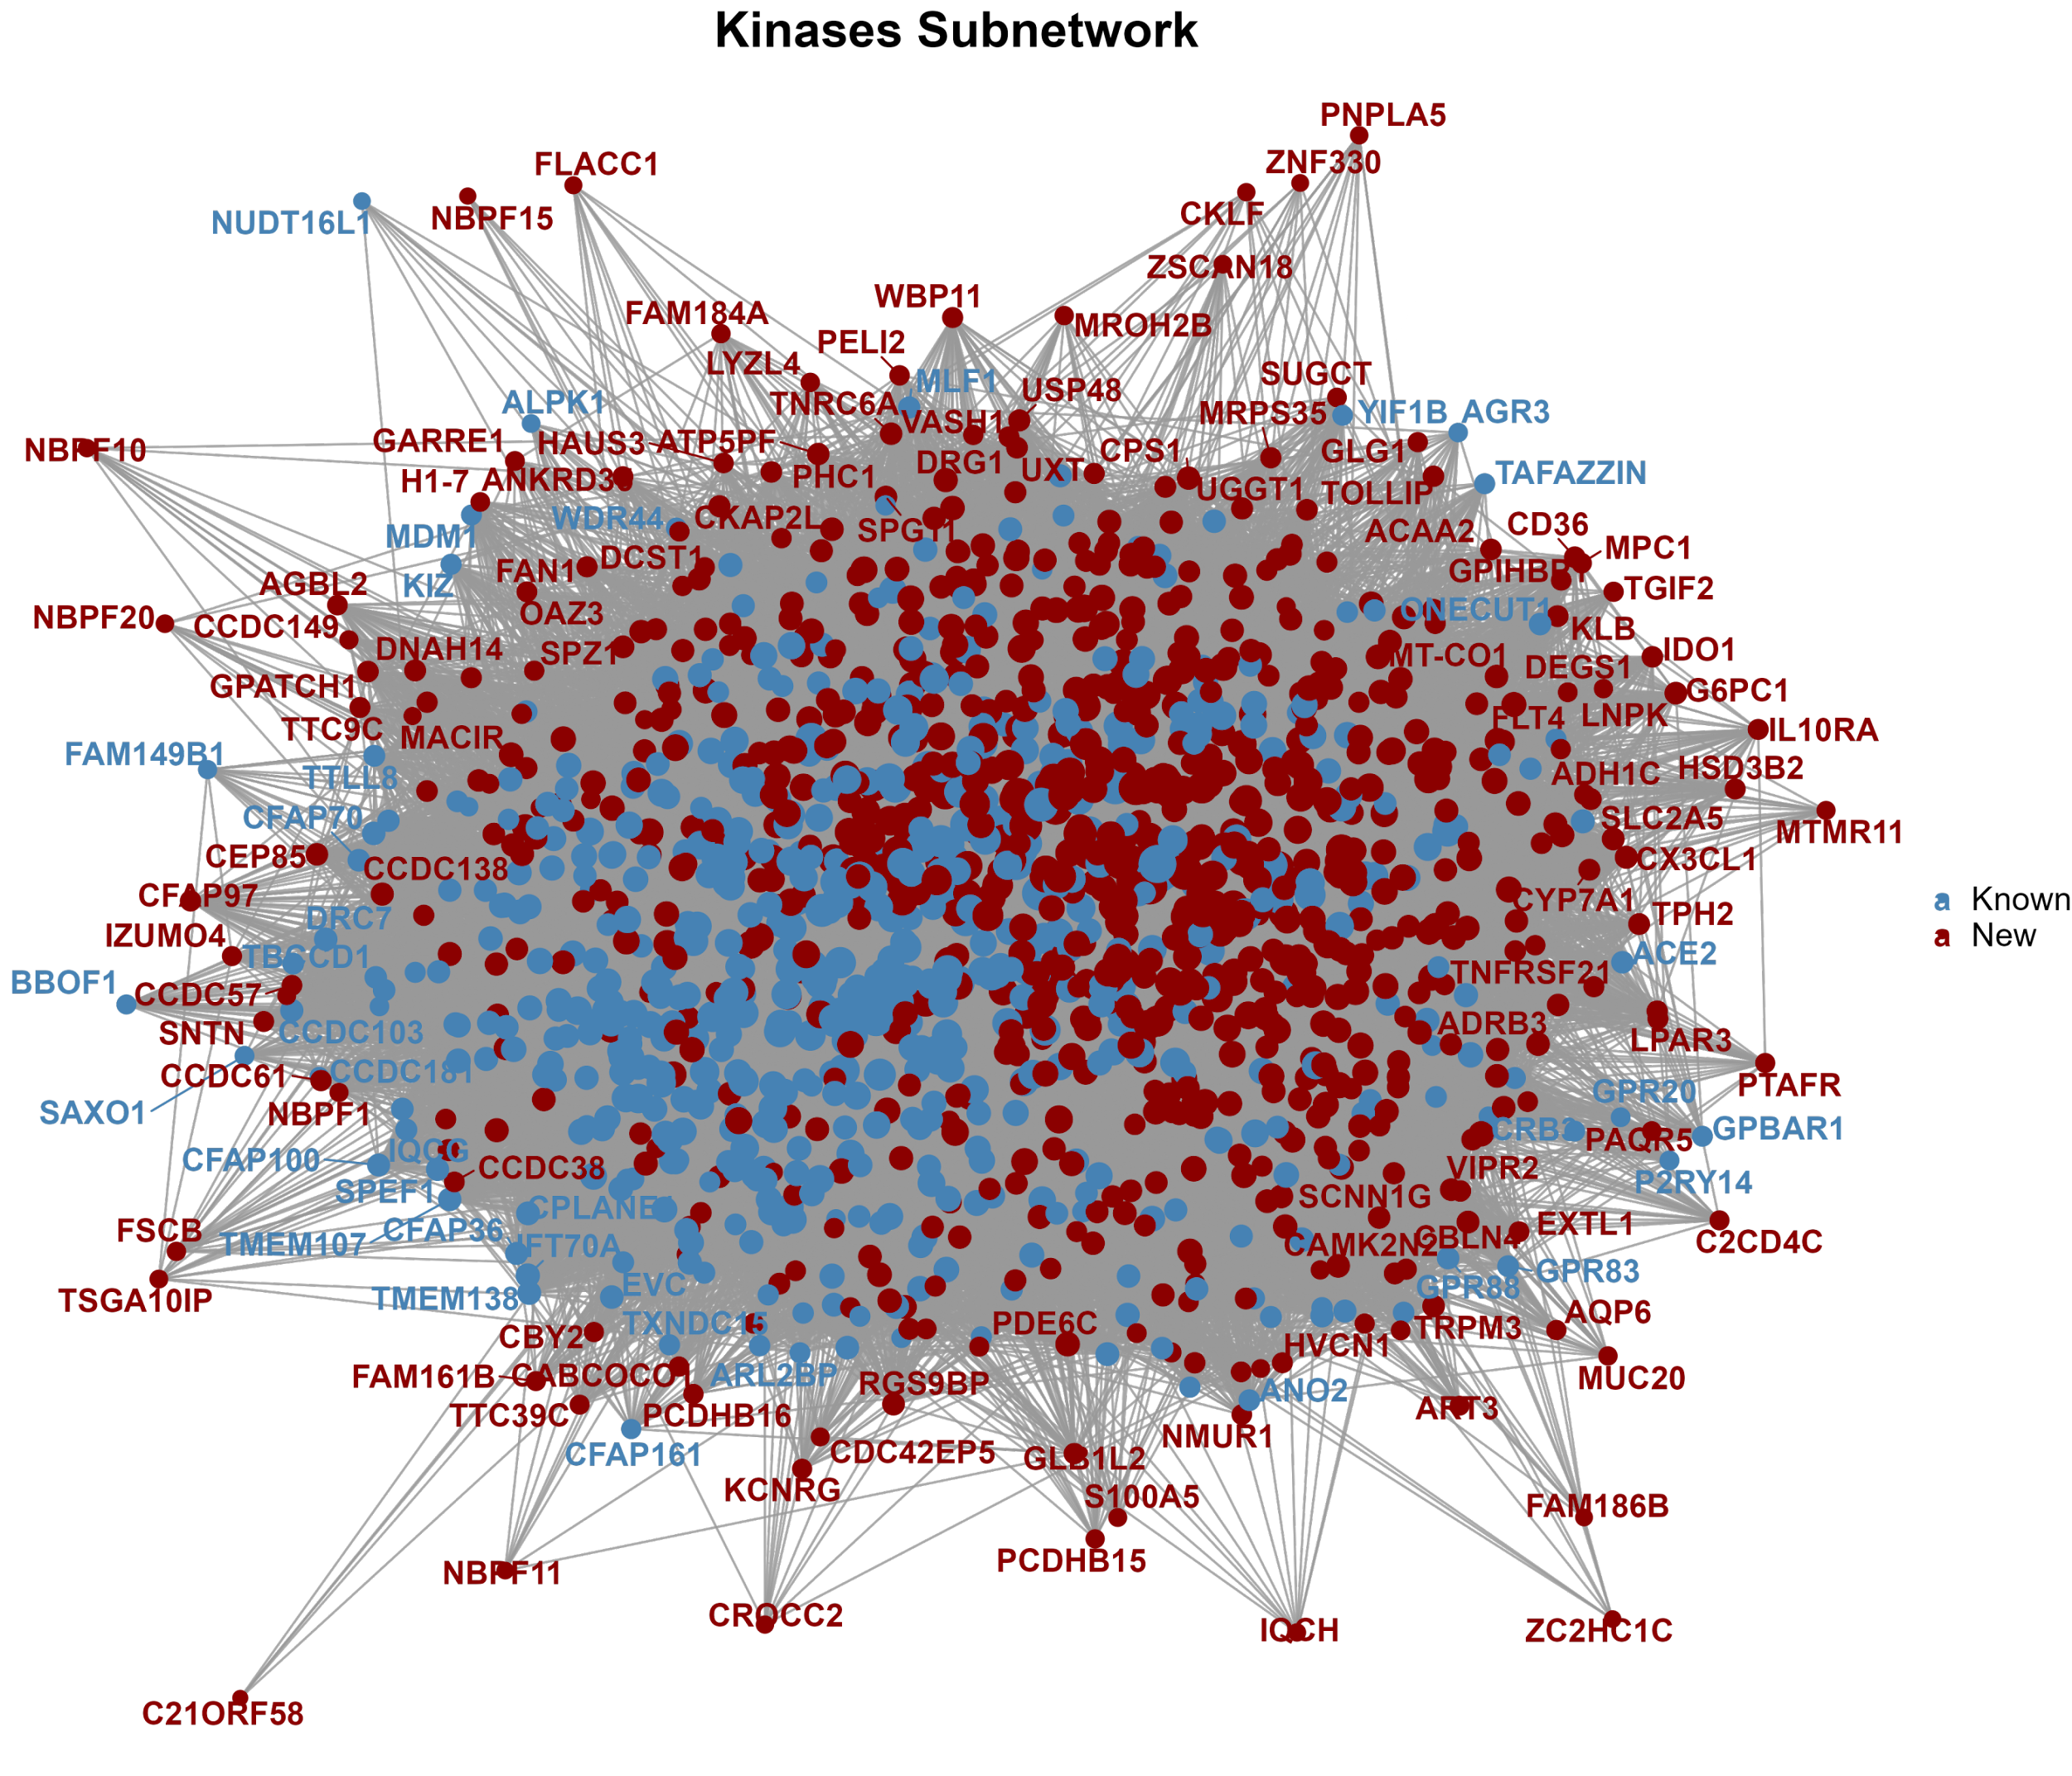 Kinases Subnetwork
PNPLA5
FLACC1
ZNF330
NUDT16L1
NBPF15
CKLF
ZSCAN18
WBP11
FAM184A
MROH2B
PELI2
LYZL4
SUGCT
MLF1
USP48
ALPK1
TNRC6A
VASH1
MRPS35
YIF1B
AGR3
NBPF10
GARRE1
HAUS3
ATP5PF
DRG1
UXT
CPS1
GLG1
H1-7
PHC1
UGGT1
TOLLIP
TAFAZZIN
MDM1
WDR44
CKAP2L
SPG11
ACAA2
CD36
MPC1
KIZ
FAN1
DCST1
GPIHBP1
TGIF2
AGBL2
OAZ3
ONECUT1
NBPF20
CCDC149
KLB
DNAH14
SPZ1
MT-CO1
DEGS1
IDO1
GPATCH1
G6PC1
TTC9C
MACIR
FLT4
LNPK
IL10RA
FAM149B1
TTLL8
ADH1C
HSD3B2
CFAP70
SLC2A5
MTMR11
CEP85
CCDC138
CX3CL1
CFAP97
CYP7A1
TPH2
a Known
a New
DRC7
IZUMO4
TBCCD1
TNFRSF21
ACE2
BBOF1
CCDC57
SNTN
CCDC103
ADRB3
LPAR3
CCDC61
CCDC181
SAXO1
NBPF1
GPR20
PTAFR
CFAP100
IQCG
CCDC38
PAQR5
GPBAR1
SPEF1
VIPR2
P2RY14
CPLANE1
SCNN1G
FSCB
TMEM107
CFAP36
IFT70A
CAMK2N2
CBLN4
EXTL1
C2CD4C
TSGA10IP
TMEM138
EVC
GPR88
GPR83
CBY2
TXNDC15
PDE6C
HVCN1
TRPM3
AQP6
FAM161B
CABCOCO1
ARL2BP
RGS9BP
ANO2
MUC20
TTC39C
PCDHB16
ART3
CFAP161
CDC42EP5
GLB1L2
NMUR1
KCNRG
S100A5
FAM186B
NBPF11
PCDHB15
CROCC2
IQCH
ZC2HC1C
C21ORF58